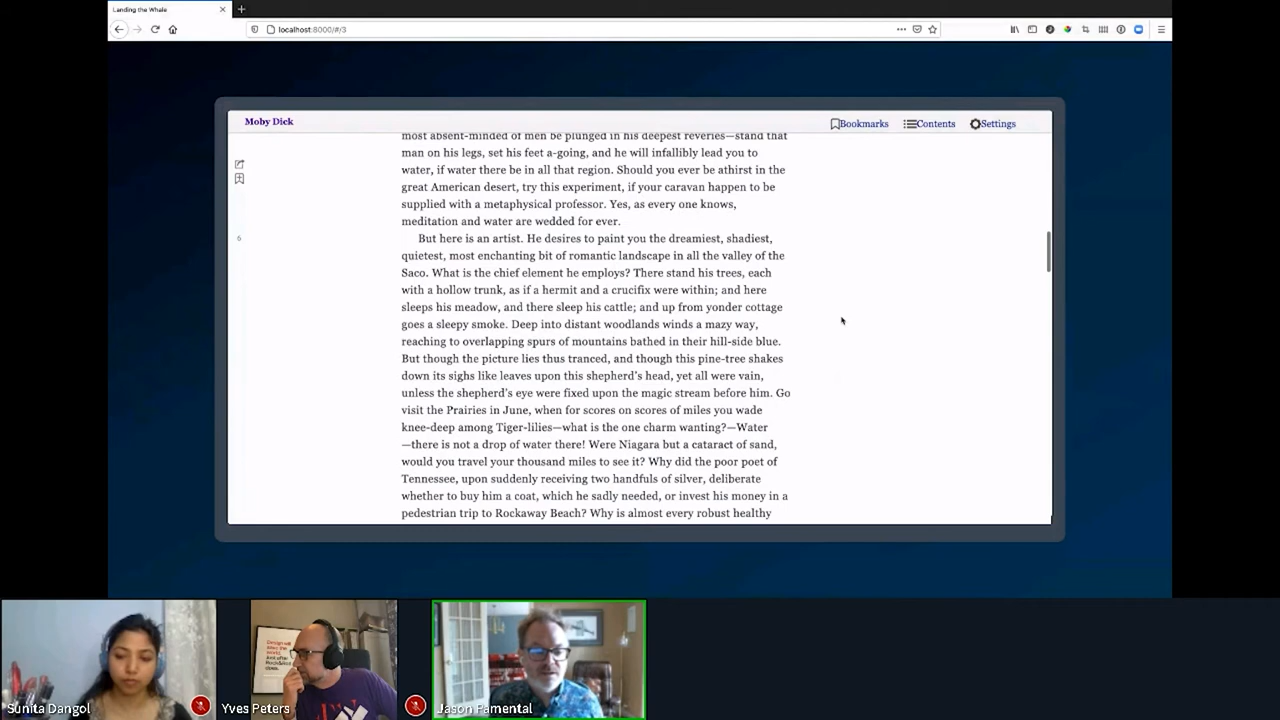 Landing the Whale
localhost:8000/#/3
Moby Dick
Bookmarks
Contents
Settings
most absent-minded of men be plunged in his deepest reveries—stand that
man on his legs, set his feet a-going, and he will infallibly lead you to
water, if water there be in all that region. Should you ever be athirst in the
great American desert, try this experiment, if your caravan happen to be
supplied with a metaphysical professor. Yes, as every one knows,
meditation and water are wedded for ever.
6
But here is an artist. He desires to paint you the dreamiest, shadiest,
quietest, most enchanting bit of romantic landscape in all the valley of the
Saco. What is the chief element he employs? There stand his trees, each
with a hollow trunk, as if a hermit and a crucifix were within; and here
sleeps his meadow, and there sleep his cattle; and up from yonder cottage
goes a sleepy smoke. Deep into distant woodlands winds a mazy way,
reaching to overlapping spurs of mountains bathed in their hill-side blue.
But though the picture lies thus tranced, and though this pine-tree shakes
down its sighs like leaves upon this shepherd's head, yet all were vain,
unless the shepherd's eye were fixed upon the magic stream before him. Go
visit the Prairies in June, when for scores on scores of miles you wade
knee-deep among Tiger-lilies—what is the one charm wanting?—Water
—there is not a drop of water there! Were Niagara but a cataract of sand,
would you travel your thousand miles to see it? Why did the poor poet of
Tennessee, upon suddenly receiving two handfuls of silver, deliberate
whether to buy him a coat, which he sadly needed, or invest his money in a
pedestrian trip to Rockaway Beach? Why is almost every robust healthy
Sunita Dangol
Yves Peters
Jason Pamental